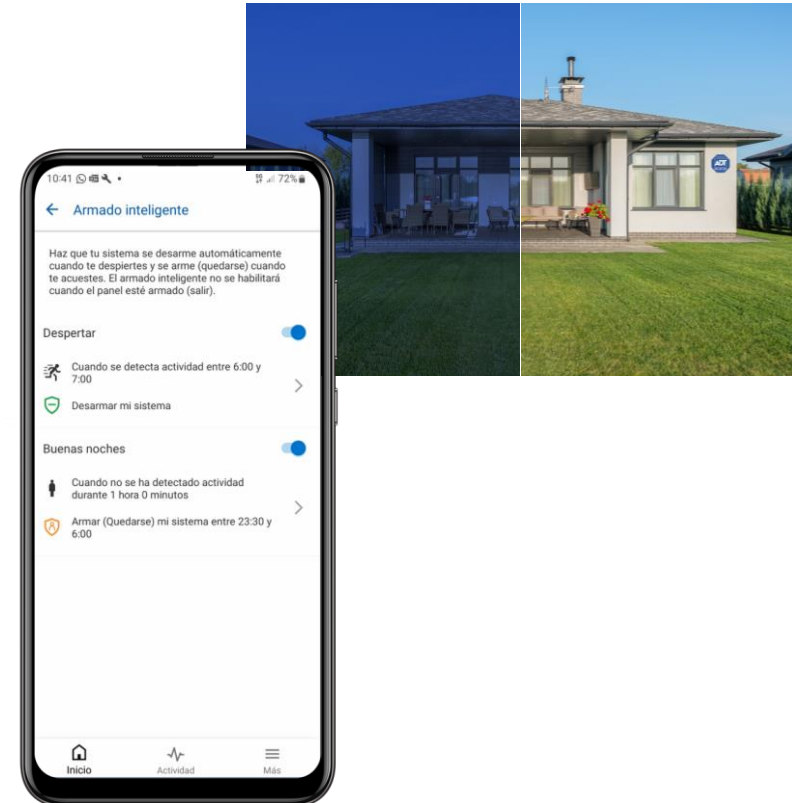 10:41
72%
Armado inteligente
Haz que tu sistema se desarme automáticamente
cuando te despiertes y se arme (quedarse) cuando
te acuestes. El armado inteligente no se habilitará
cuando el panel esté armado (salir).
Despertar
Cuando se detecta actividad entre 6:00 y
7:00
Desarmar mi sistema
Buenas noches
Cuando no se ha detectado actividad
durante 1 hora 0 minutos
Armar (Quedarse) mi sistema entre 23:30 y
6:00
Inicio
Actividad
Más
ADT